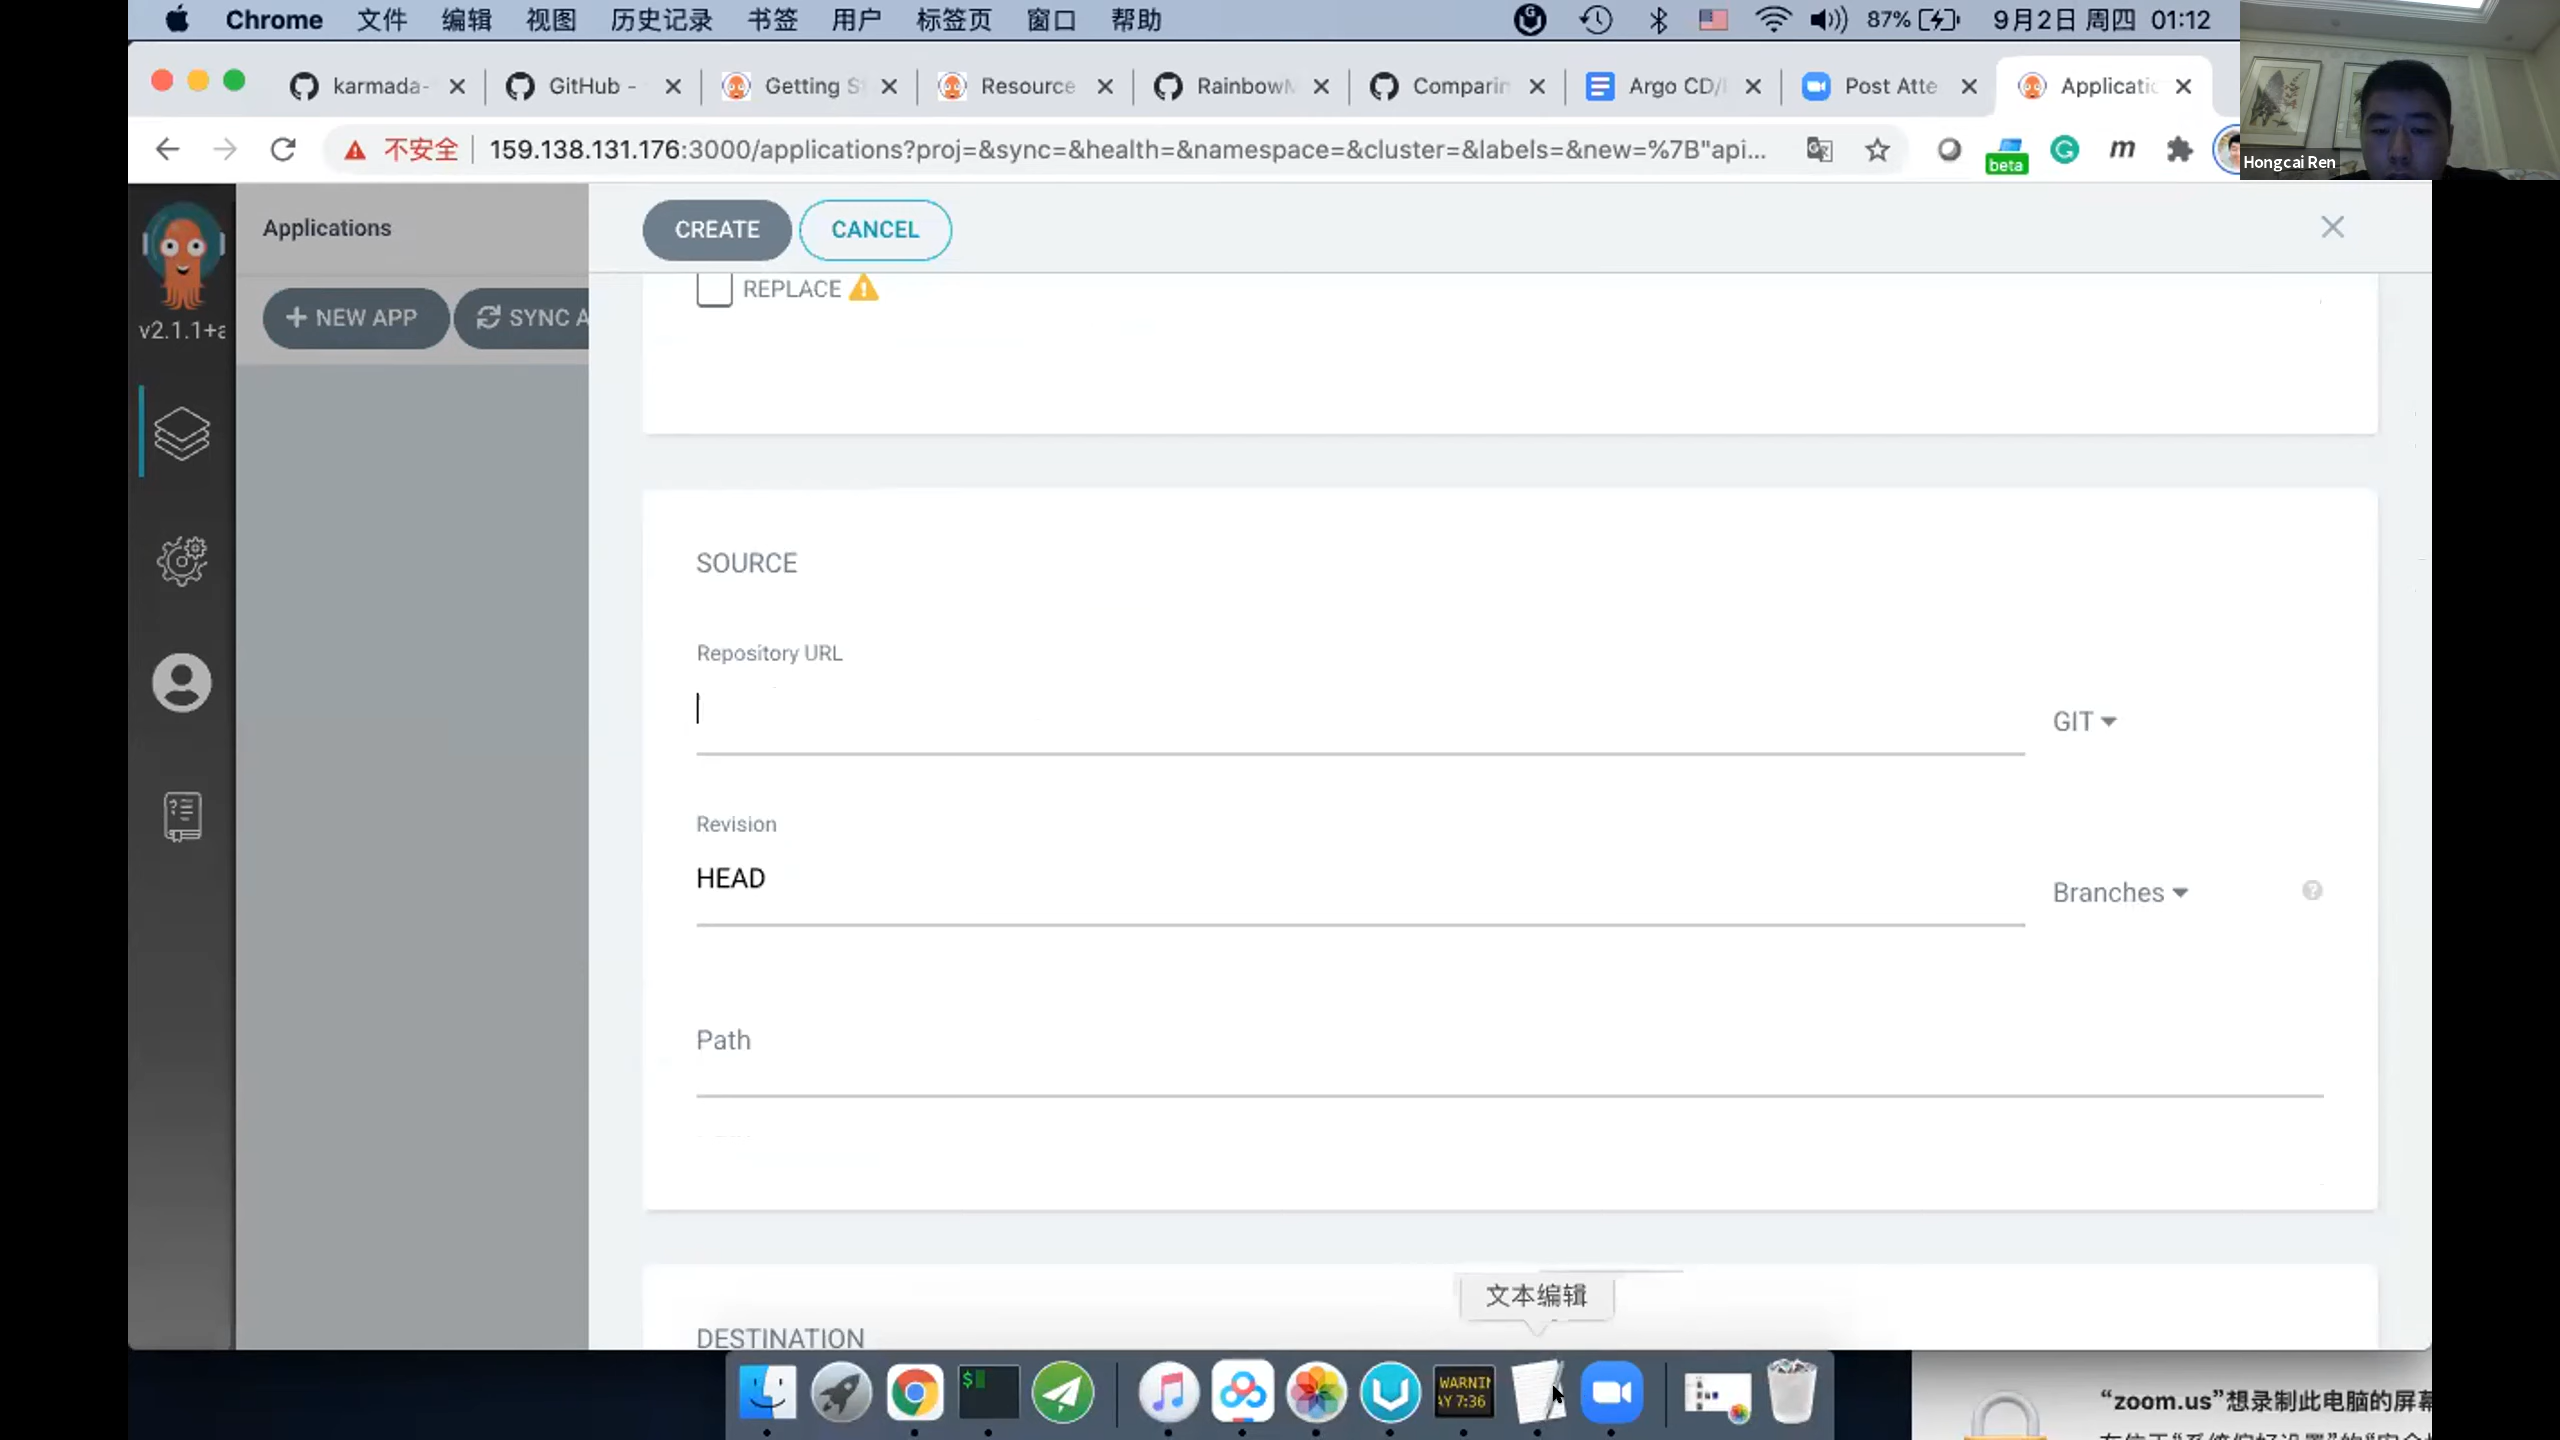 Chrome 文件 编辑 视图 历史记录 书签 用户 标签页 窗口 帮助 87% 9月2日 周四 01:12
karmada- GitHub - Getting S Resource Rainbow Comparin Argo CD/ Post Atte Applicatio
不安全 159.138.131.176:3000/applications?proj=&sync=&health=&namespace=&cluster=&labels=&new=%7B"api... beta m
Hongcai Ren
v2.1.1+a
Applications
NEW APP SYNC A
CREATE CANCEL
REPLACE
SOURCE
Repository URL
GIT
Revision
HEAD Branches
Path
DESTINATION
文本编辑
WARNIN
AY 7:36
“zoom.us”想录制此电脑的屏幕